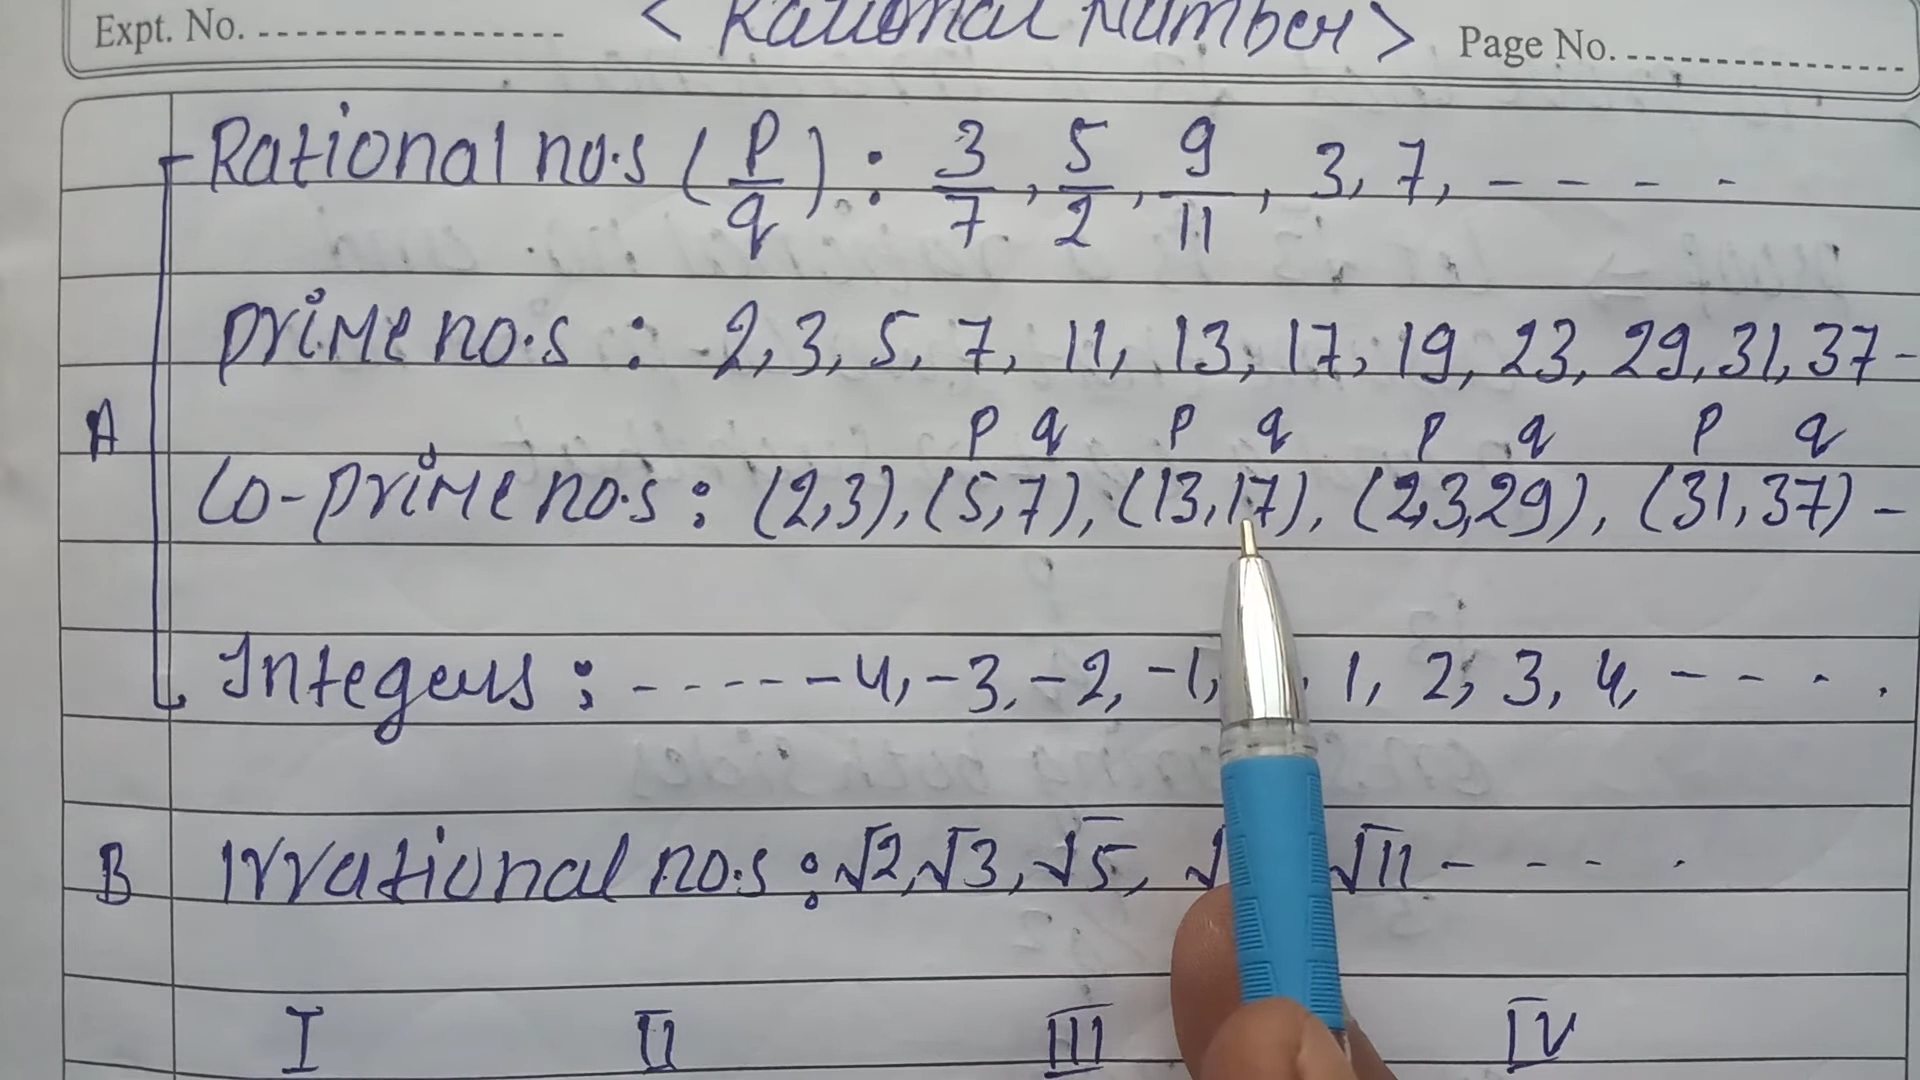 Expt. No. < Rational Number > Page No.
Rational no.s (p/q) : 3/7, 5/2, 9/11, 3, 7, - - - -
Prime no.s : 2, 3, 5, 7, 11, 13, 17, 19, 23, 29, 31, 37 -
p q p q p q p q
A
Co-prime no.s : (2,3), (5,7), (13,17), (2,3,29), (31,37) -
Integers : - - - - - -4, -3, -2, -1, 1, 2, 3, 4, - - - .
B Irrational no.s : √2, √3, √5, √11 - - - .
I II III IV